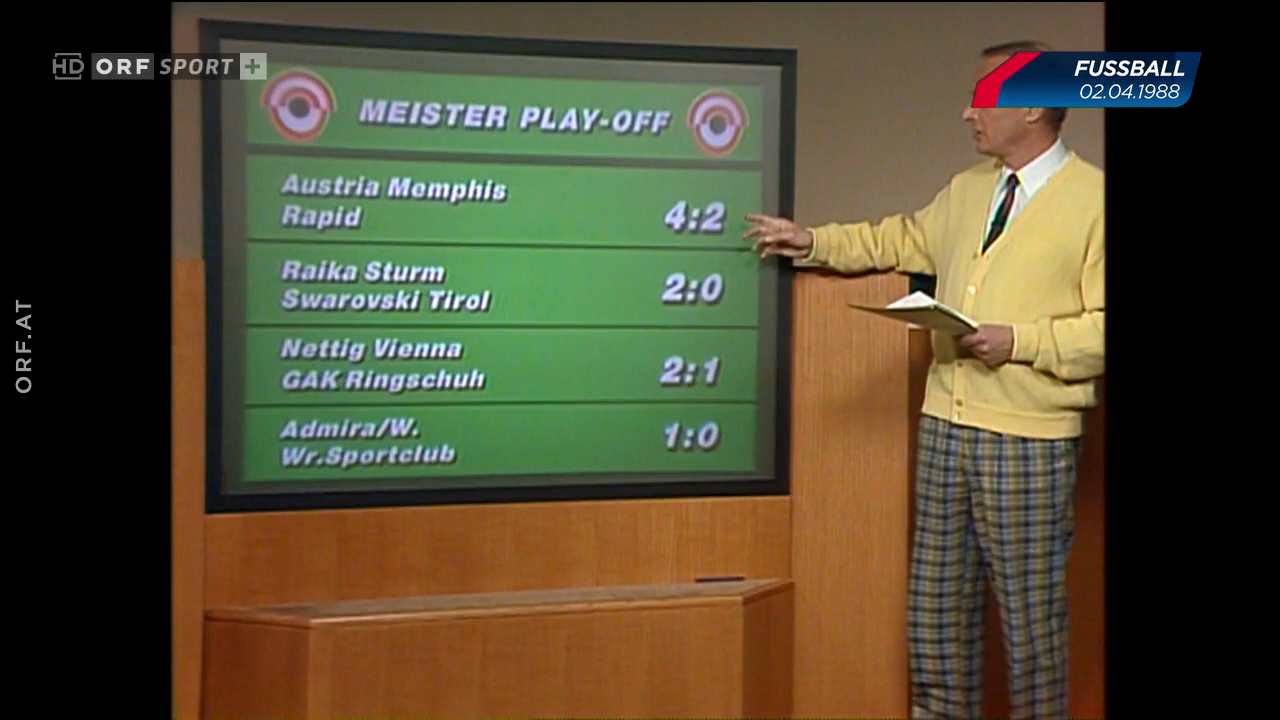 HD ORF SPORT +
FUSSBALL
02.04.1988
MEISTER PLAY-OFF
Austria Memphis
Rapid 4:2
Raika Sturm
Swarovski Tirol 2:0
Nettig Vienna
GAK Ringschuh 2:1
Admira/W.
Wr.Sportclub 1:0
ORF.AT